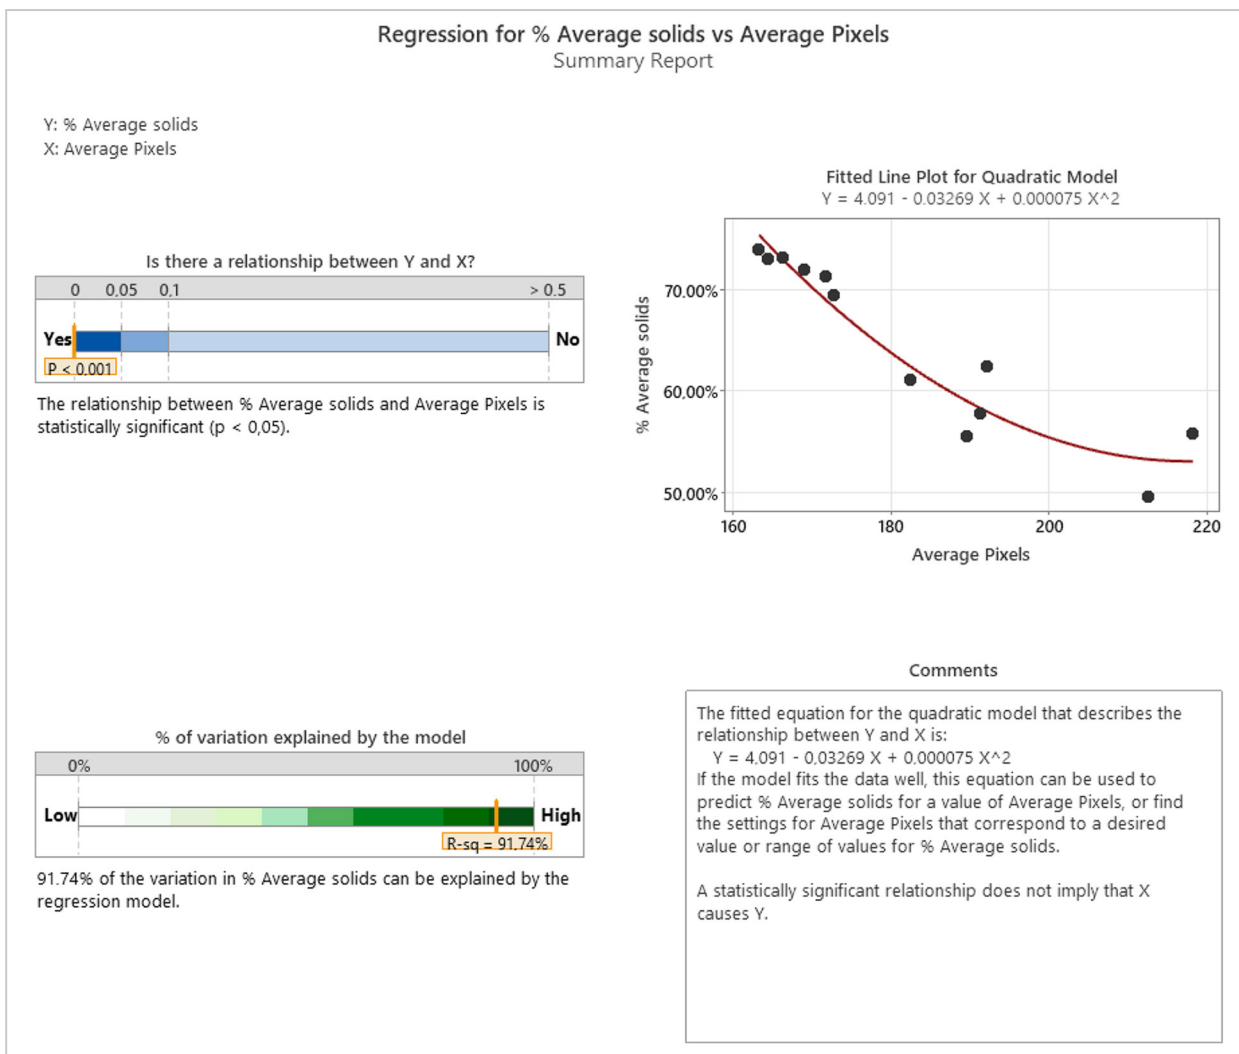 Regression for % Average solids vs Average Pixels
Summary Report
Y: % Average solids
X: Average Pixels
Is there a relationship between Y and X?
0 0,05 0,1 > 0.5
Yes No
P < 0,001
The relationship between % Average solids and Average Pixels is
statistically significant (p < 0,05).
Fitted Line Plot for Quadratic Model
Y = 4.091 - 0.03269 X + 0.000075 X^2
% Average solids
70.00%
60.00%
50.00%
160 180 200 220
Average Pixels
% of variation explained by the model
0% 100%
Low High
R-sq = 91,74%
91.74% of the variation in % Average solids can be explained by the
regression model.
Comments
The fitted equation for the quadratic model that describes the
relationship between Y and X is:
Y = 4,091 - 0,03269 X + 0,000075 X^2
If the model fits the data well, this equation can be used to
predict % Average solids for a value of Average Pixels, or find
the settings for Average Pixels that correspond to a desired
value or range of values for % Average solids.
A statistically significant relationship does not imply that X
causes Y.